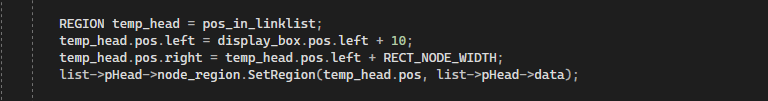 REGION temp_head = pos_in_linklist;
temp_head.pos.left = display_box.pos.left + 10;
temp_head.pos.right = temp_head.pos.left + RECT_NODE_WIDTH;
list->pHead->node_region.SetRegion(temp_head.pos, list->pHead->data);